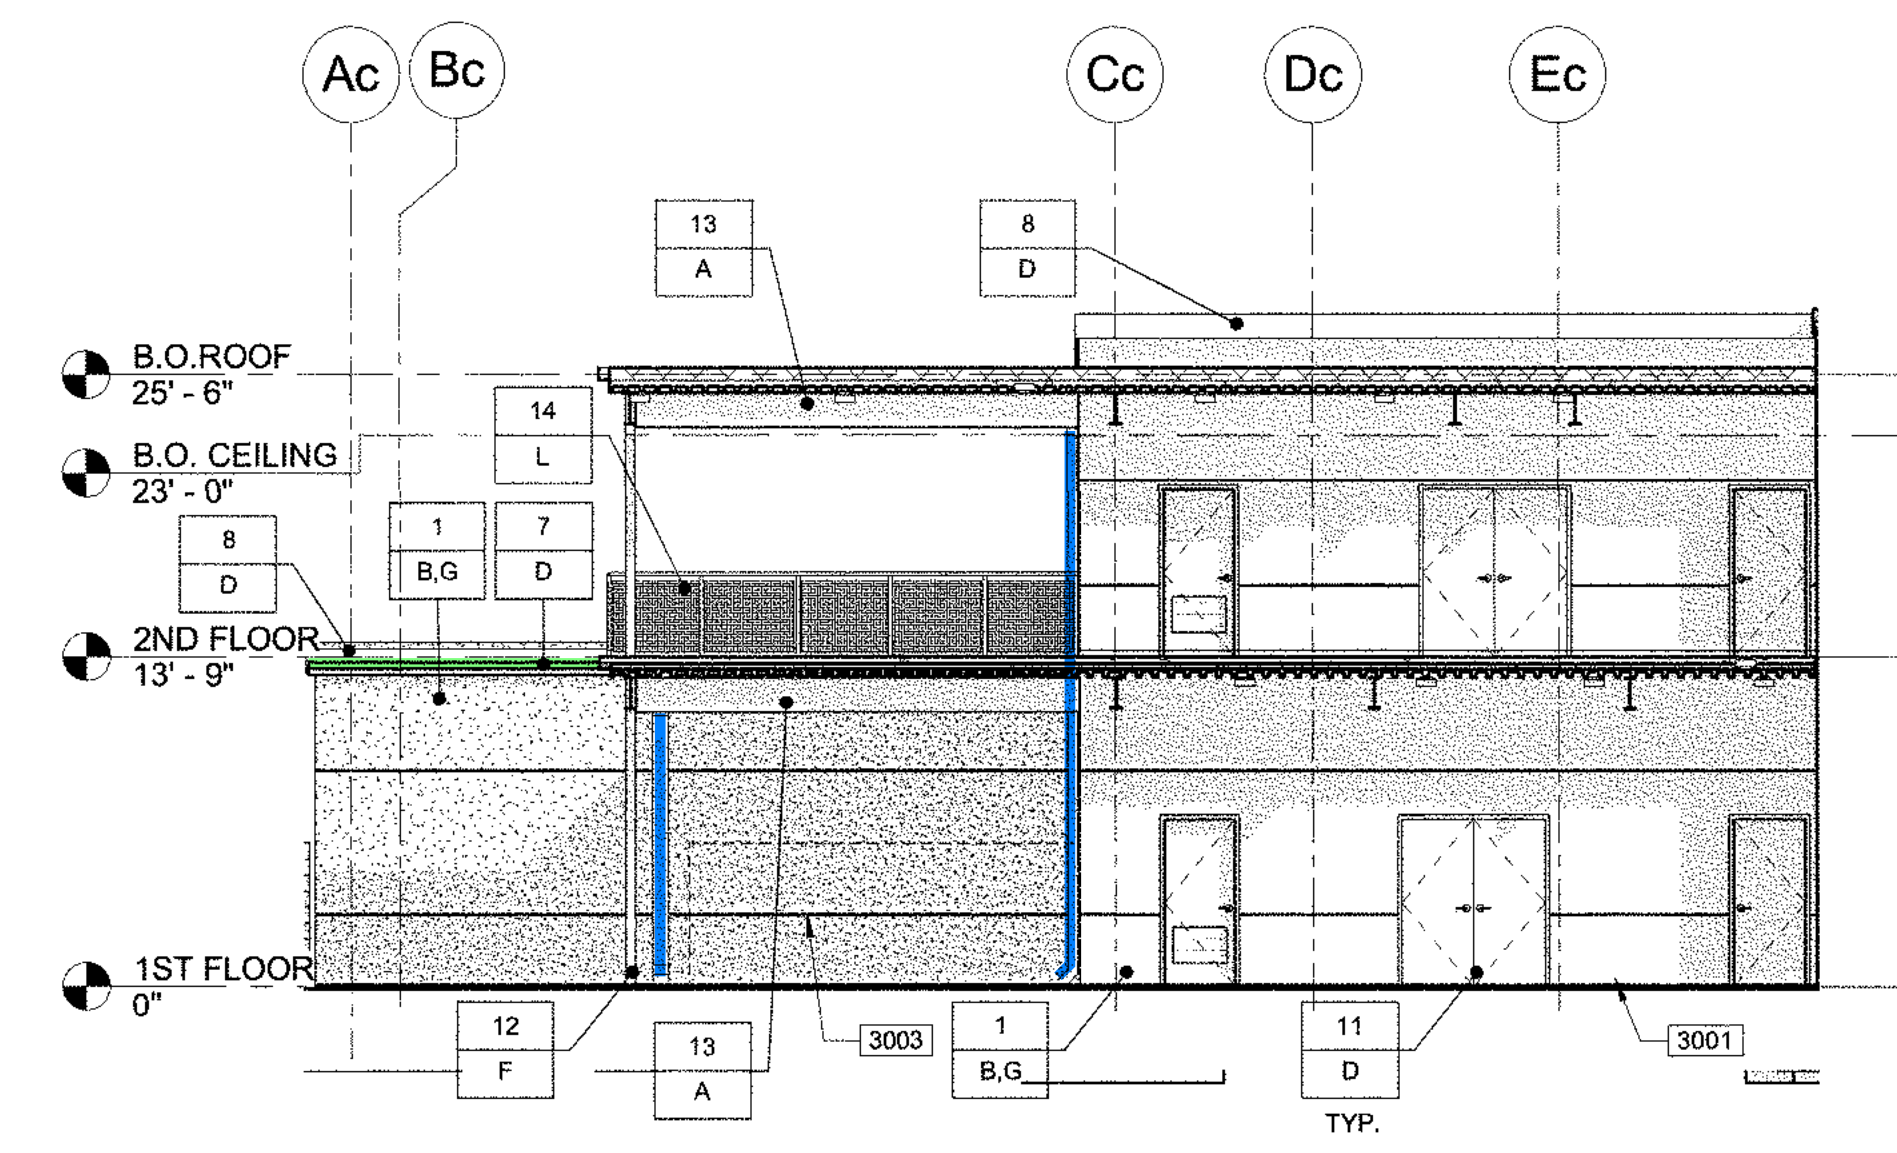 Ac
Bc
Cc
Dc
Ec
13
A
8
D
B.O.ROOF
25' - 6"
14
L
B.O. CEILING
23' - 0"
8
D
1
B,G
7
D
2ND FLOOR
13' - 9"
1ST FLOOR
0"
12
F
13
A
3003
1
B,G
11
D
TYP.
3001